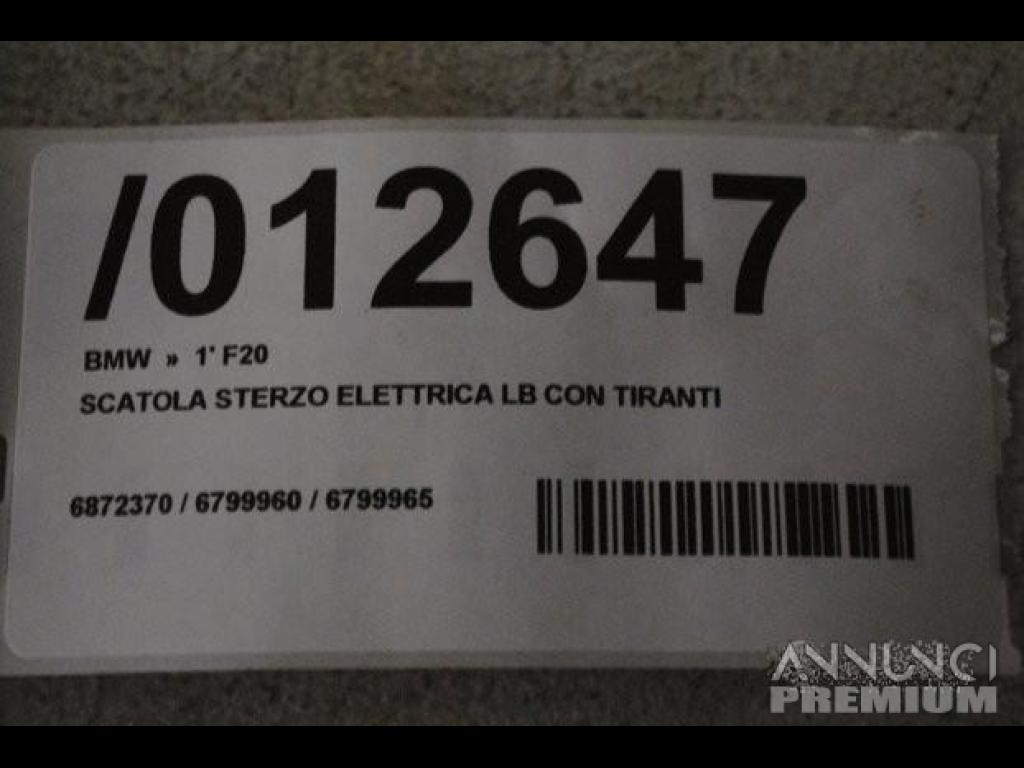 /012647
BMW » 1' F20
SCATOLA STERZO ELETTRICA LB CON TIRANTI
6872370 / 6799960 / 6799965
ANNUNCI
PREMIUM